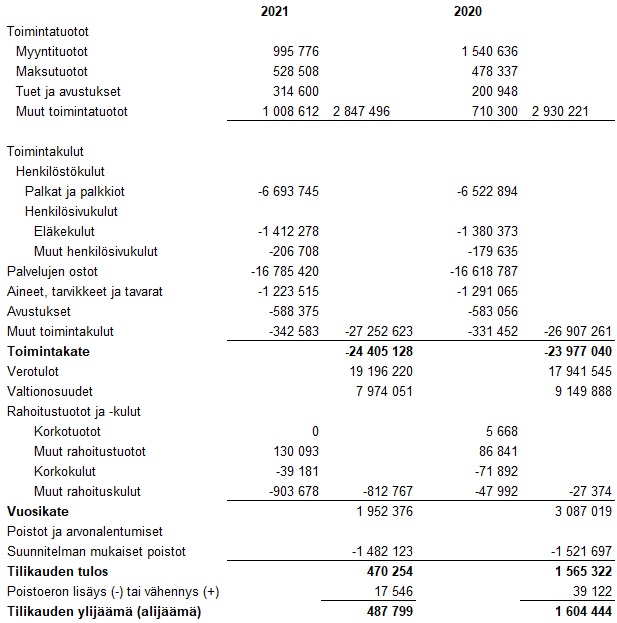 2021 2020
Toimintatuotot
Myyntituotot 995 776 1 540 636
Maksutuotot 528 508 478 337
Tuet ja avustukset 314 600 200 948
Muut toimintatuotot 1 008 612 2 847 496 710 300 2 930 221
Toimintakulut
Henkilöstökulut
Palkat ja palkkiot -6 693 745 -6 522 894
Henkilösivukulut
Eläkekulut -1 412 278 -1 380 373
Muut henkilösivukulut -206 708 -179 635
Palvelujen ostot -16 785 420 -16 618 787
Aineet, tarvikkeet ja tavarat -1 223 515 -1 291 065
Avustukset -588 375 -583 056
Muut toimintakulut -342 583 -27 252 623 -331 452 -26 907 261
Toimintakate -24 405 128 -23 977 040
Verotulot 19 196 220 17 941 545
Valtionosuudet 7 974 051 9 149 888
Rahoitustuotot ja -kulut
Korkotuotot 0 5 668
Muut rahoitustuotot 130 093 86 841
Korkokulut -39 181 -71 892
Muut rahoituskulut -903 678 -812 767 -47 992 -27 374
Vuosikate 1 952 376 3 087 019
Poistot ja arvonalentumiset
Suunnitelman mukaiset poistot -1 482 123 -1 521 697
Tilikauden tulos 470 254 1 565 322
Poistoeron lisäys (-) tai vähennys (+) 17 546 39 122
Tilikauden ylijäämä (alijäämä) 487 799 1 604 444